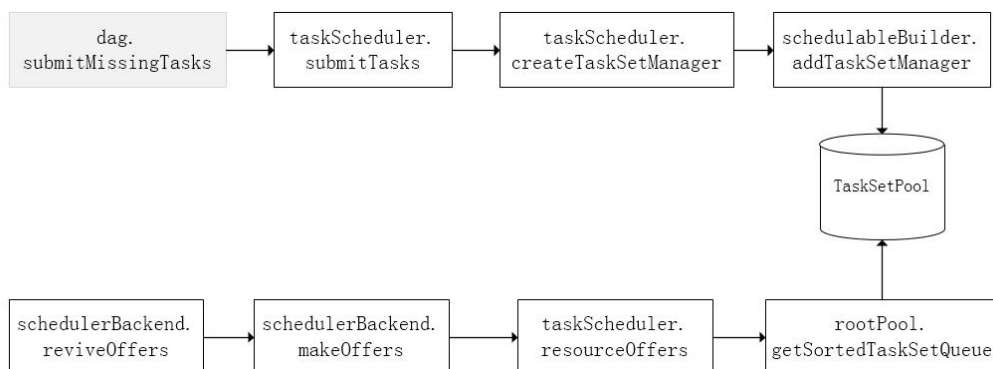 dag.
submitMissingTasks
taskScheduler.
submitTasks
taskScheduler.
createTaskSetManager
schedulableBuilder.
addTaskSetManager
TaskSetPool
schedulerBackend.
reviveOffers
schedulerBackend.
makeOffers
taskScheduler.
resourceOffers
rootPool.
getSortedTaskSetQueue